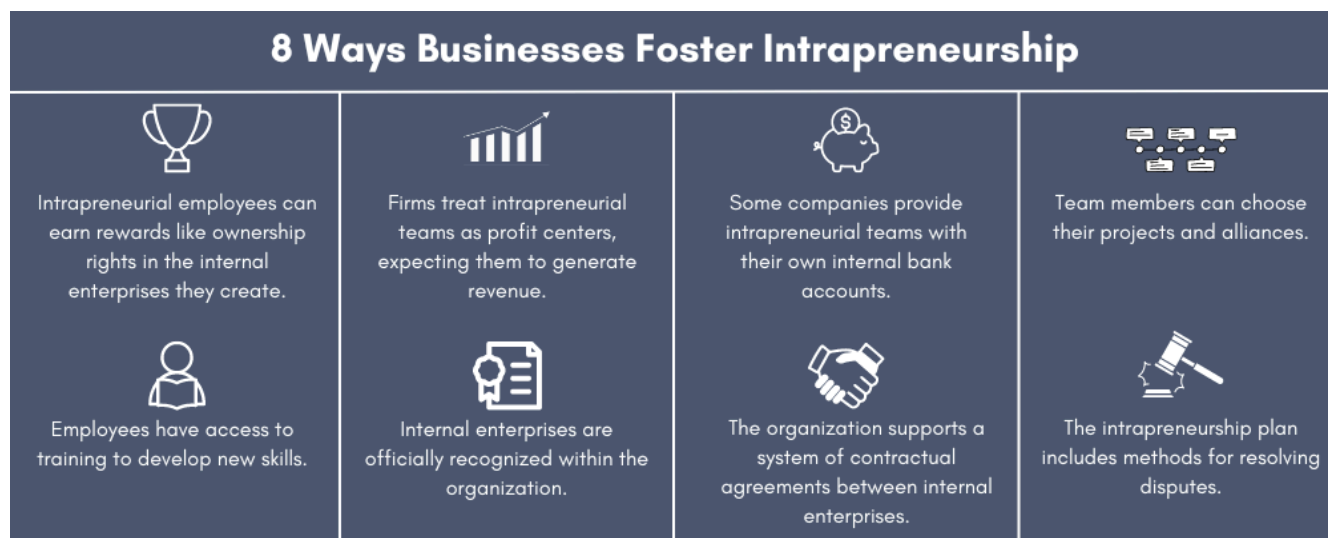 8 Ways Businesses Foster Intrapreneurship
Intrapreneurial employees can
earn rewards like ownership
rights in the internal
enterprises they create.
Firms treat intrapreneurial
teams as profit centers,
expecting them to generate
revenue.
Some companies provide
intrapreneurial teams with
their own internal bank
accounts.
Team members can choose
their projects and alliances.
Employees have access to
training to develop new skills.
Internal enterprises are
officially recognized within the
organization.
The organization supports a
system of contractual
agreements between internal
enterprises.
The intrapreneurship plan
includes methods for resolving
disputes.